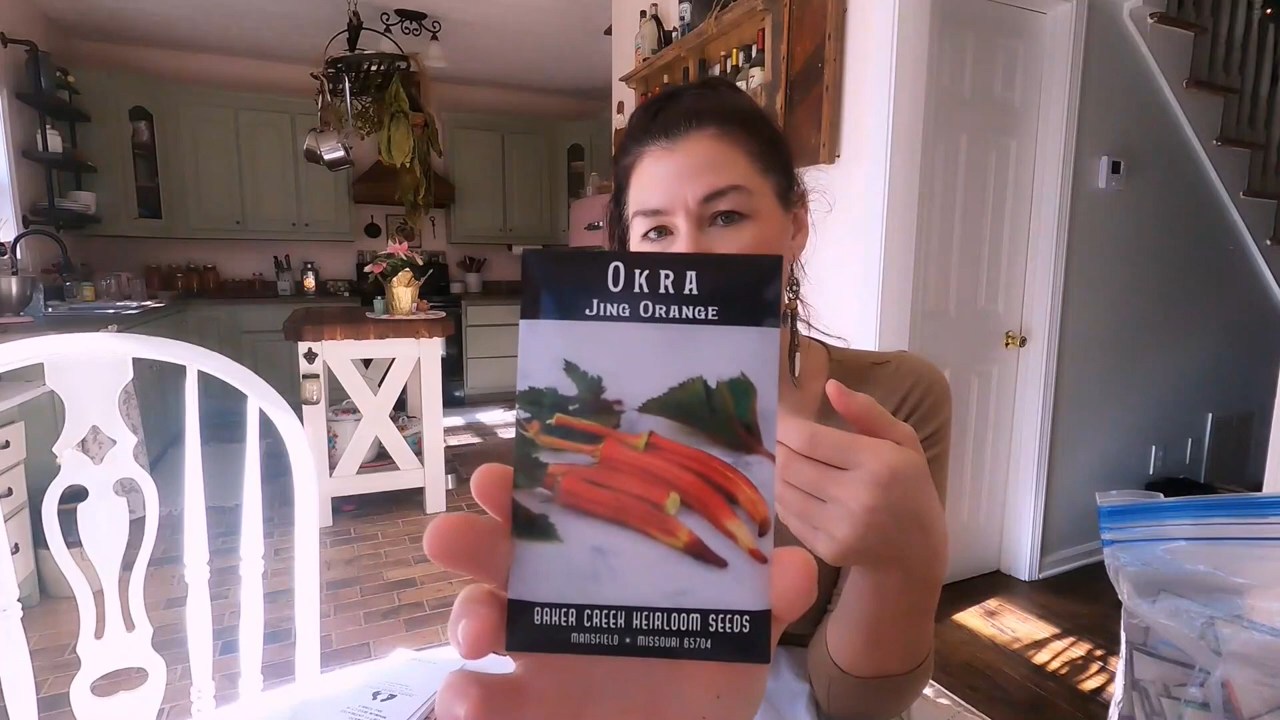 OKRA
JING ORANGE
BAKER CREEK HEIRLOOM SEEDS
MANSFIELD * MISSOURI 65704